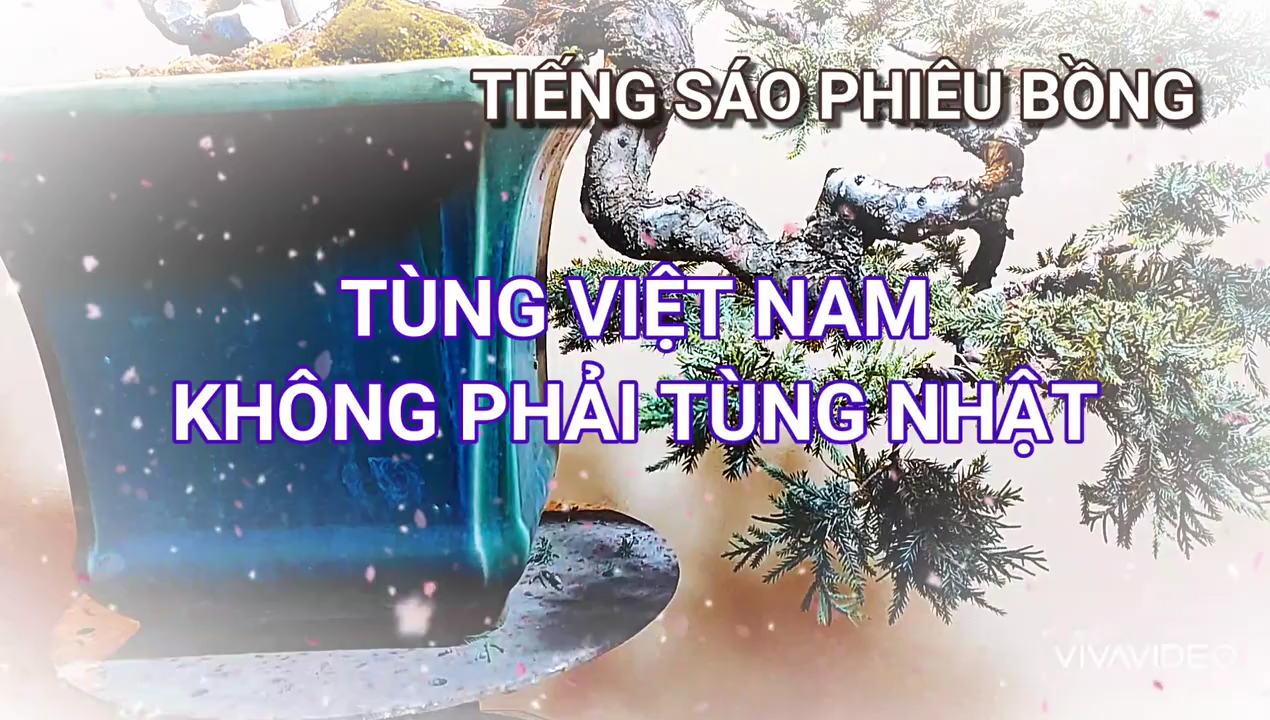 TIẾNG SÁO PHIÊU BỒNG
TÙNG VIỆT NAM
KHÔNG PHẢI TÙNG NHẬT
VIVAVIDEO